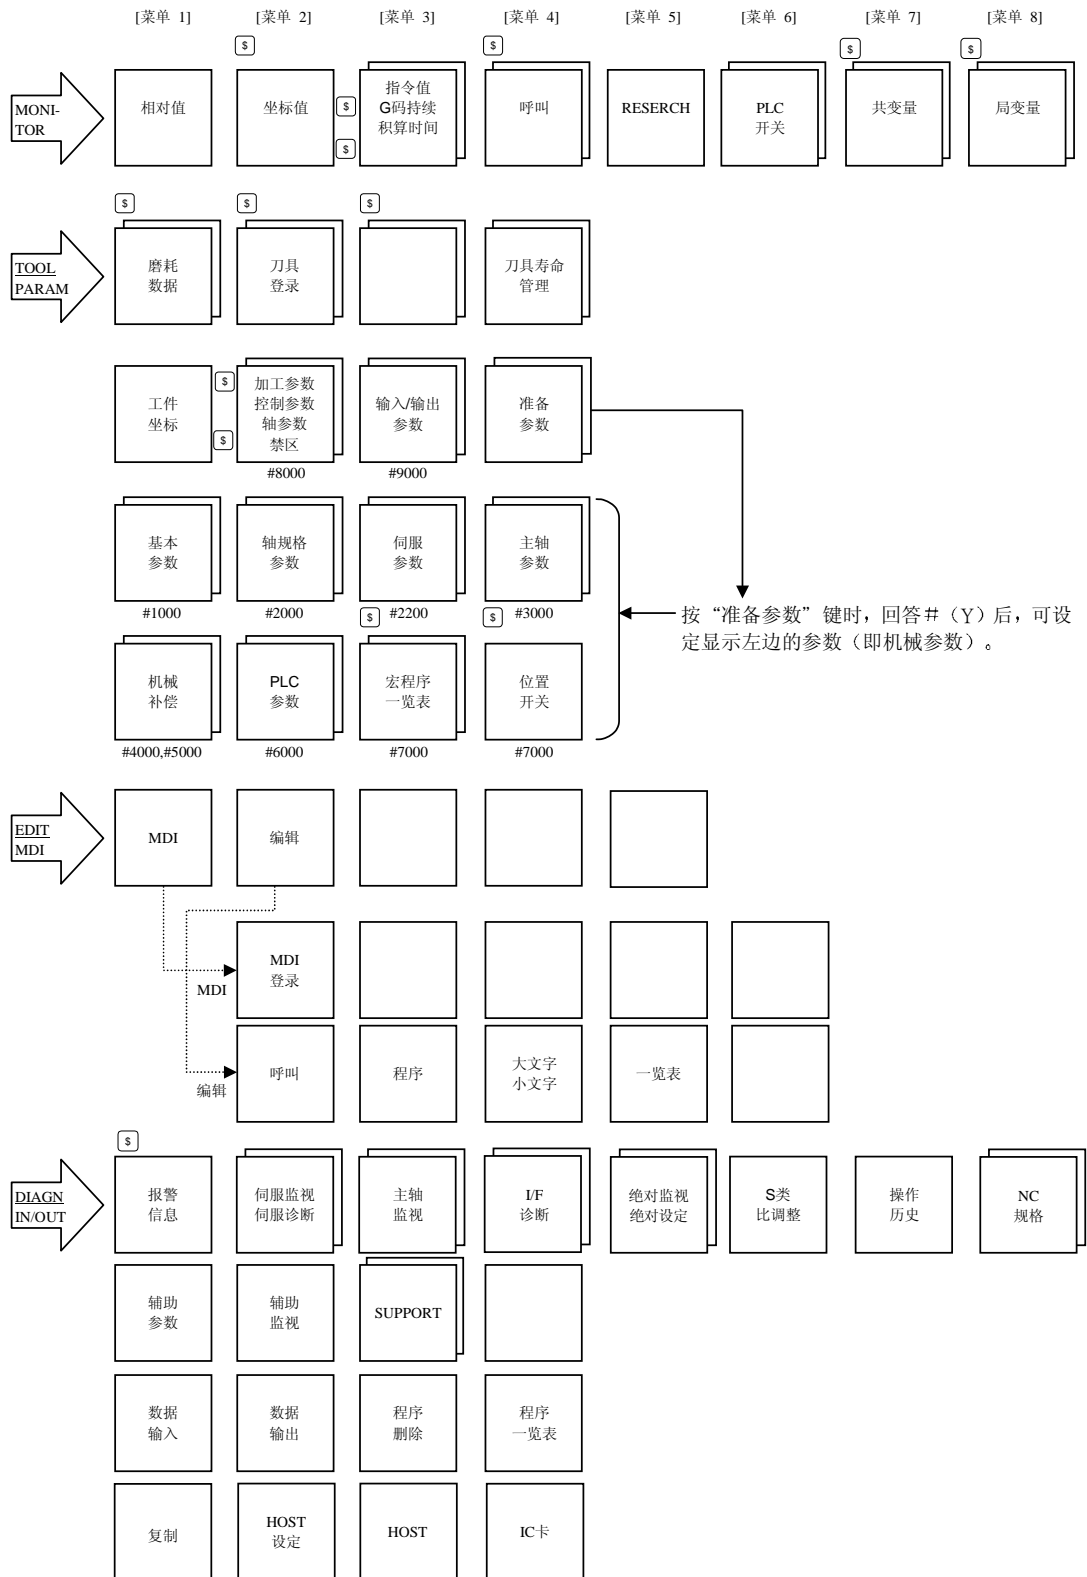 [菜单 1]
[菜单 2]
[菜单 3]
[菜单 4]
[菜单 5]
[菜单 6]
[菜单 7]
[菜单 8]
$
$
$
$
MONI-
TOR
相对值
坐标值
$
$
指令值
G码持续
积算时间
呼叫
RESERCH
PLC
开关
共变量
局变量
$
$
$
TOOL
PARAM
磨耗
数据
刀具
登录
刀具寿命
管理
工件
坐标
$
$
加工参数
控制参数
轴参数
禁区
#8000
输入/输出
参数
#9000
准备
参数
基本
参数
#1000
轴规格
参数
#2000
伺服
参数
$ #2200
主轴
参数
$ #3000
按“准备参数”键时，回答＃（Y）后，可设
定显示左边的参数（即机械参数）。
机械
补偿
#4000,#5000
PLC
参数
#6000
宏程序
一览表
#7000
位置
开关
#7000
EDIT
MDI
MDI
编辑
MDI
MDI
登录
编辑
呼叫
程序
大文字
小文字
一览表
$
DIAGN
IN/OUT
报警
信息
伺服监视
伺服诊断
主轴
监视
I/F
诊断
绝对监视
绝对设定
S类
比调整
操作
历史
NC
规格
辅助
参数
辅助
监视
SUPPORT
数据
输入
数据
输出
程序
删除
程序
一览表
复制
HOST
设定
HOST
IC卡